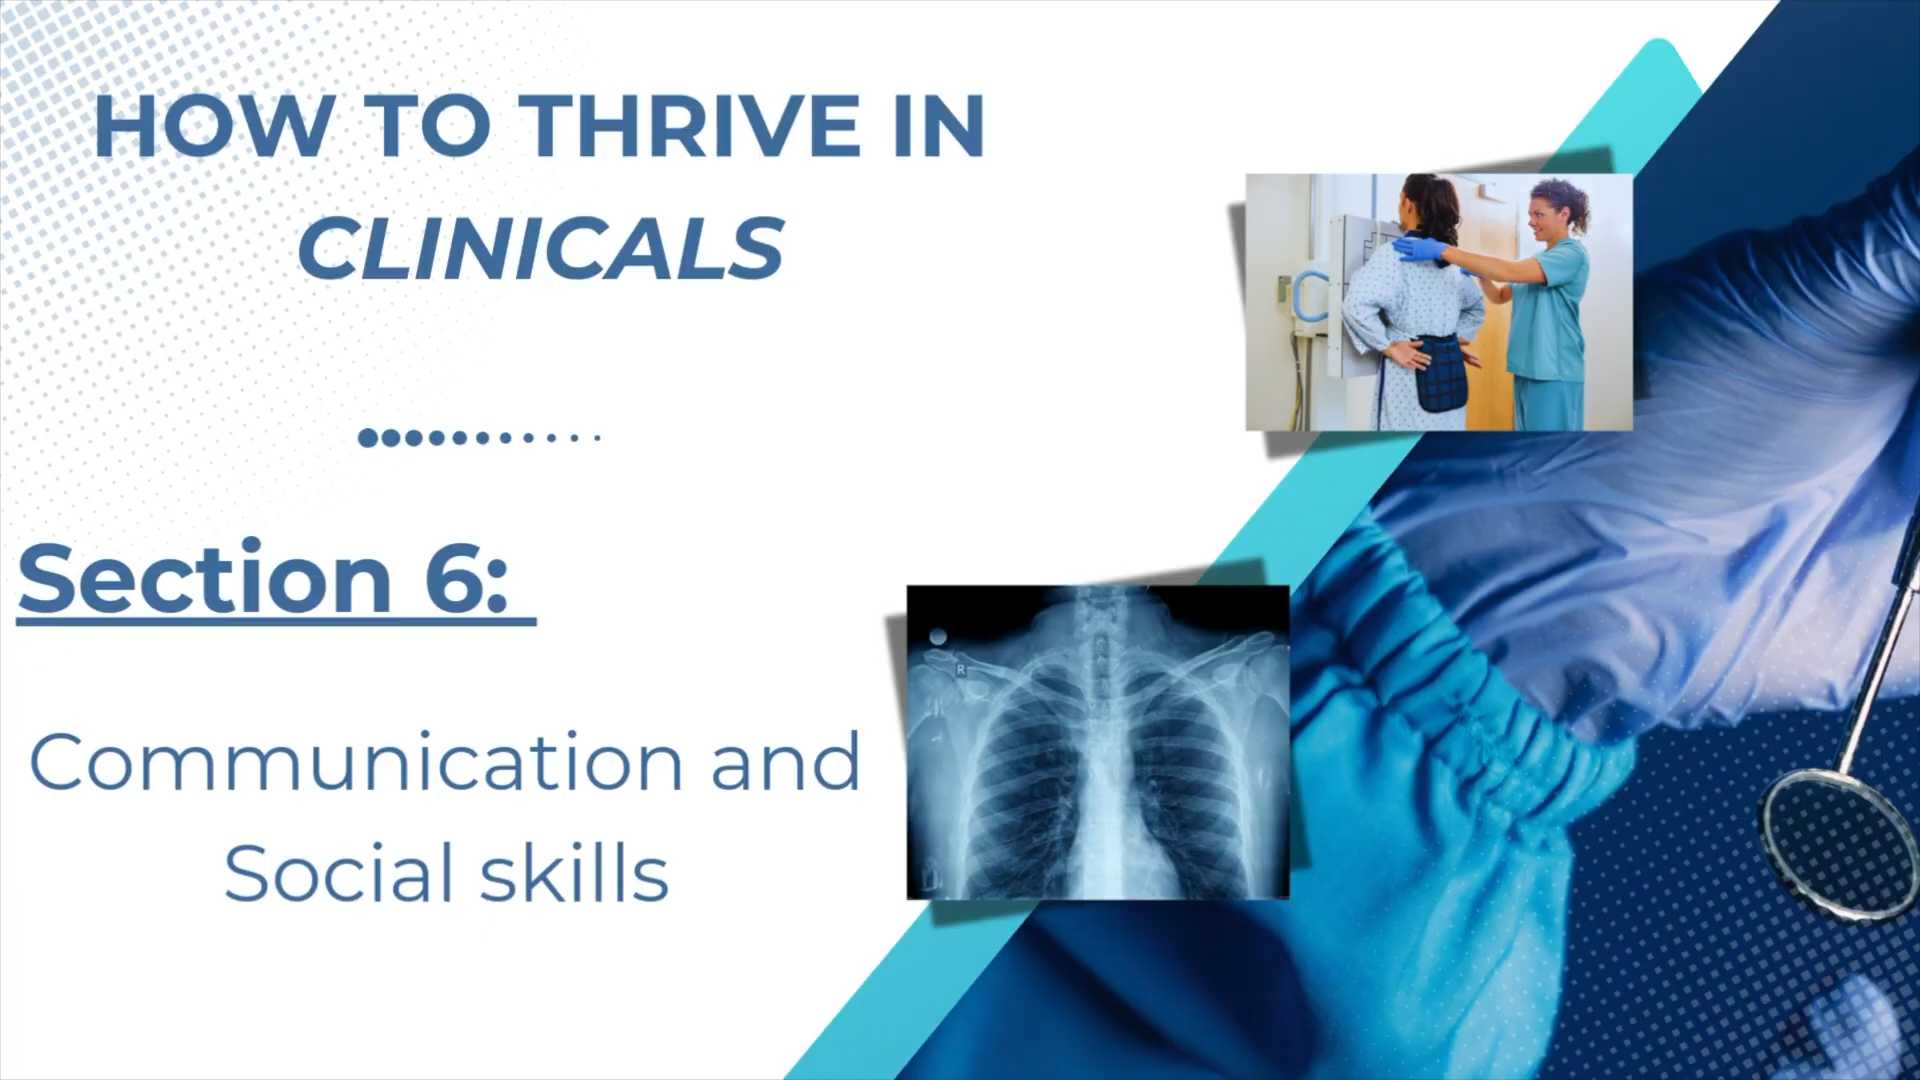 HOW TO THRIVE IN
CLINICALS
Section 6:
Communication and
Social skills
R